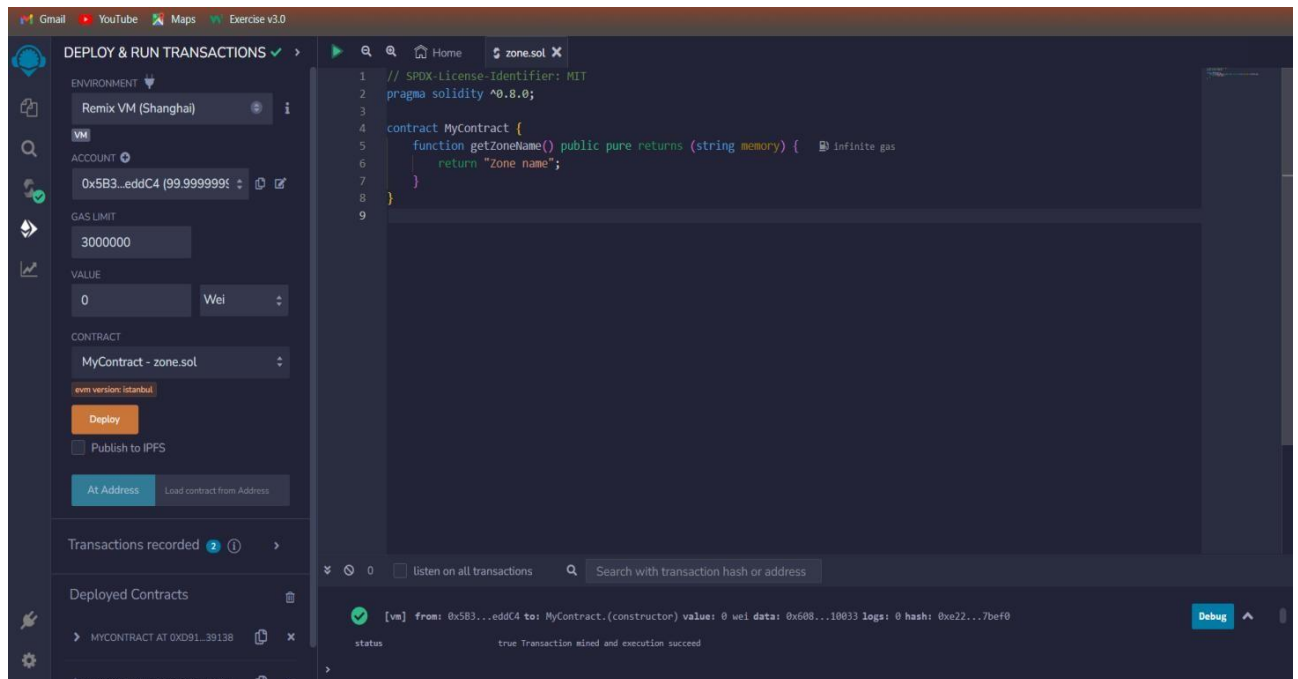 Gmail YouTube Maps Exercise v3.0
DEPLOY & RUN TRANSACTIONS
ENVIRONMENT
Remix VM (Shanghai)
VM
ACCOUNT
0x5B3...eddC4 (99.9999999
GAS LIMIT
3000000
VALUE
0 Wei
CONTRACT
MyContract - zone.sol
evm version: istanbul
Deploy
Publish to IPFS
At Address Load contract from Address
Transactions recorded 2 i
Deployed Contracts
MYCONTRACT AT 0XD91...39138
Home zone.sol
1 // SPDX-License-Identifier: MIT
2 pragma solidity ^0.8.0;
3
4 contract MyContract {
5 function getZoneName() public pure returns (string memory) { infinite gas
6 return "Zone name";
7 }
8 }
9
0 listen on all transactions Search with transaction hash or address
[vm] from: 0x5B3...eddC4 to: MyContract.(constructor) value: 0 wei data: 0x608...10033 logs: 0 hash: 0xe22...7bef0
Debug
status true Transaction mined and execution succeed
>